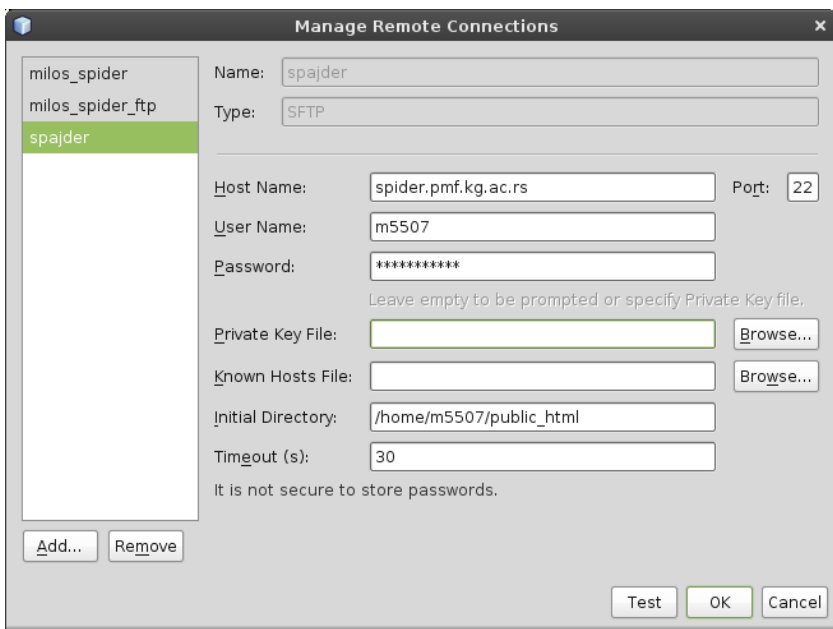 Manage Remote Connections
milos_spider
milos_spider_ftp
spajder
Name: spajder
Type: SFTP
Host Name: spider.pmf.kg.ac.rs Port: 22
User Name: m5507
Password: ***********
Leave empty to be prompted or specify Private Key file.
Private Key File: Browse...
Known Hosts File: Browse...
Initial Directory: /home/m5507/public_html
Timeout (s): 30
It is not secure to store passwords.
Add... Remove
Test OK Cancel